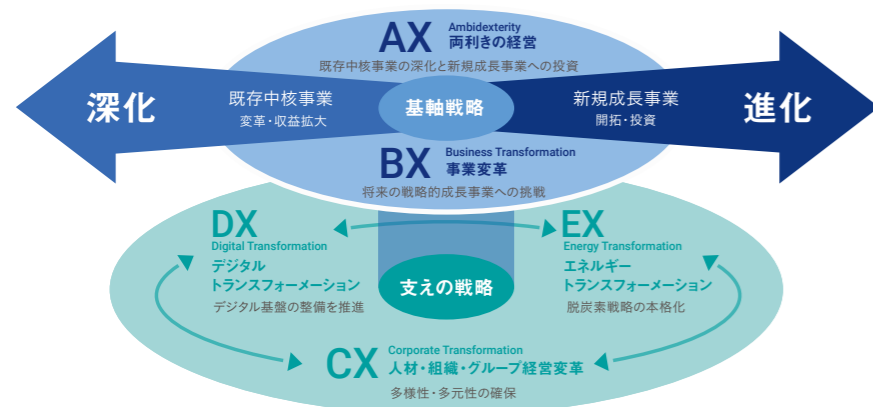 AX
Ambidexterity
両利きの経営
既存中核事業の深化と新規成長事業への投資
深化
既存中核事業
変革・収益拡大
基軸戦略
新規成長事業
開拓・投資
進化
BX
Business Transformation
事業変革
将来の戦略的成長事業への挑戦
DX
Digital Transformation
デジタル
トランスフォーメーション
デジタル基盤の整備を推進
EX
Energy Transformation
エネルギー
トランスフォーメーション
脱炭素戦略の本格化
支えの戦略
CX
Corporate Transformation
人材・組織・グループ経営変革
多様性・多元性の確保